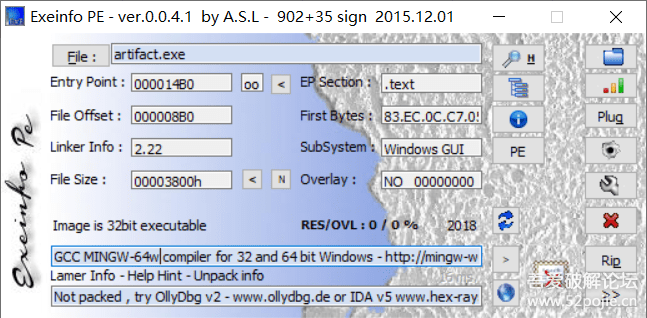 Exeinfo PE - ver.0.0.4.1 by A.S.L - 902+35 sign 2015.12.01
File : artifact.exe H
Entry Point : 000014B0 oo < EP Section : .text
File Offset : 000008B0 First Bytes : 83.EC.0C.C7.05 Plug
Linker Info : 2.22 SubSystem : Windows GUI PE
File Size : 00003800h < N Overlay : NO 00000000
Image is 32bit executable RES/OVL : 0 / 0 % 2018
GCC MINGW-64w compiler for 32 and 64 bit Windows - http://mingw-w > Rip
Lamer Info - Help Hint - Unpack info
Not packed , try OllyDbg v2 - www.ollydbg.de or IDA v5 www.hex-ray >>
Exeinfo Pe
吾爱破解论坛
www.52pojie.cn